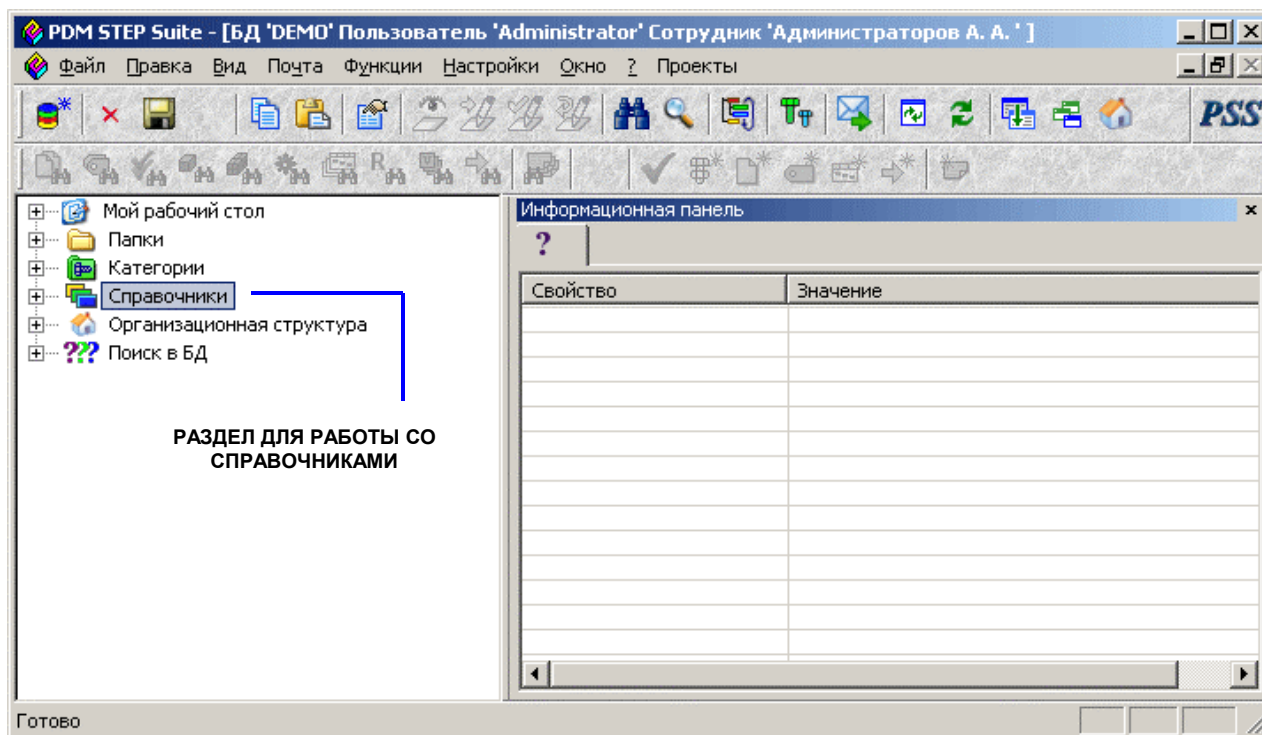 PDM STEP Suite - [БД 'DEMO' Пользователь 'Administrator' Сотрудник 'Администраторов А. А. ' ]
Файл Правка Вид Почта Функции Настройки Окно ? Проекты
PSS
Мой рабочий стол
Папки
Категории
Справочники
Организационная структура
??? Поиск в БД
РАЗДЕЛ ДЛЯ РАБОТЫ СО
СПРАВОЧНИКАМИ
Информационная панель
?
Свойство Значение
Готово